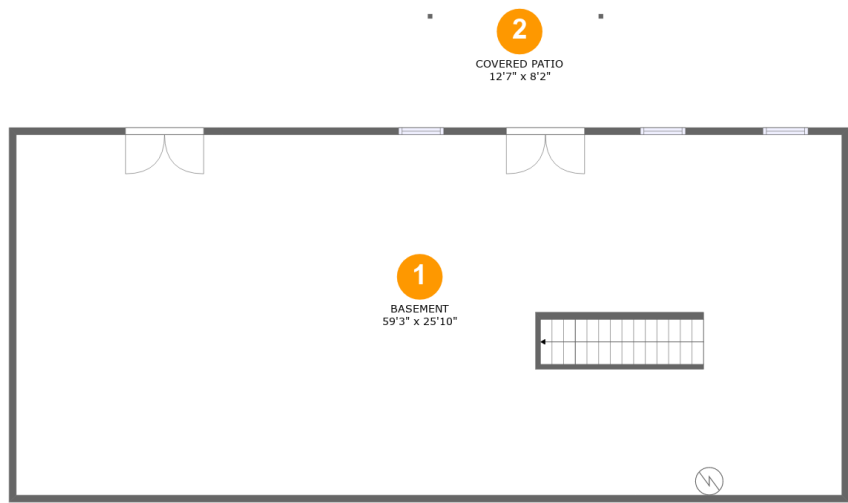 2
COVERED PATIO
12'7" x 8'2"
1
BASEMENT
59'3" x 25'10"